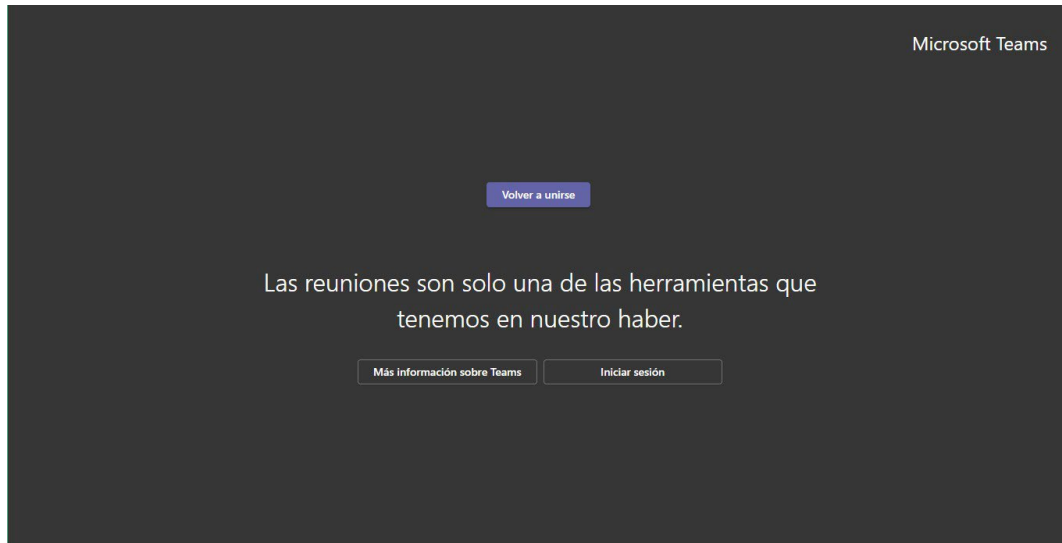 Microsoft Teams
Volver a unirse
Las reuniones son solo una de las herramientas que
tenemos en nuestro haber.
Más información sobre Teams
Iniciar sesión